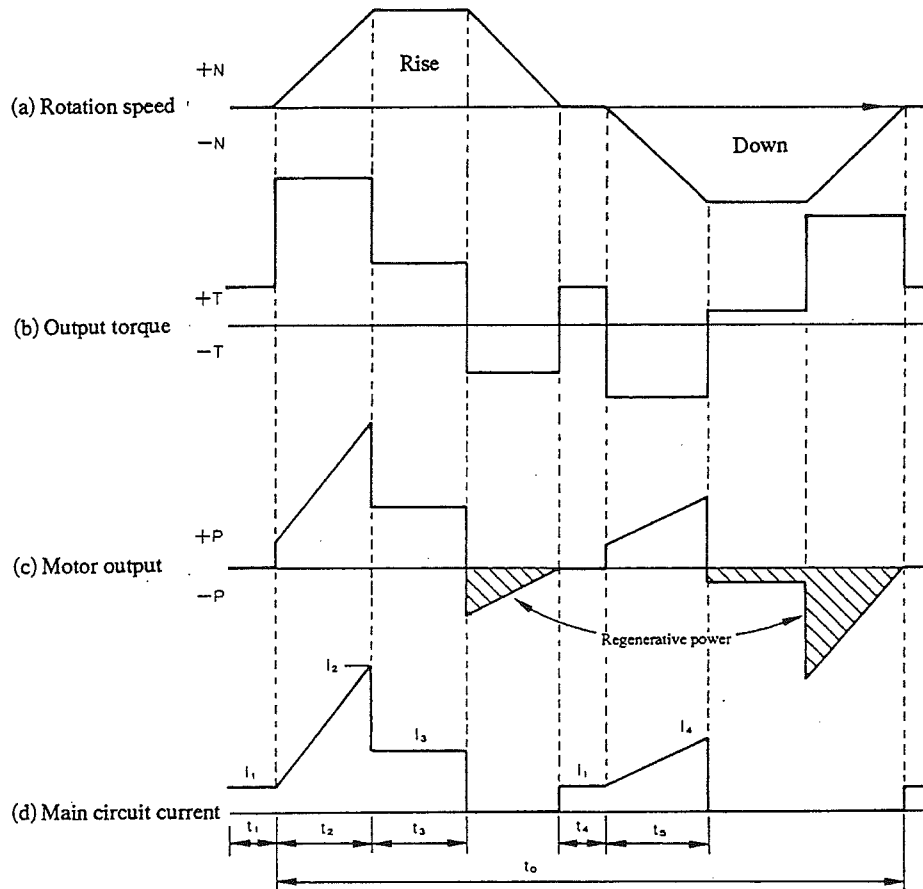 +N
Rise
(a) Rotation speed
−N
Down
+T
(b) Output torque
−T
+P
(c) Motor output
−P
Regenerative power
I₂
I₃
I₄
I₁
I₁
(d) Main circuit current
t₁
t₂
t₃
t₄
t₅
t₀